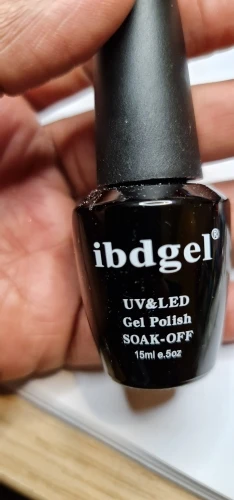 ibdgel®
UV&LED
Gel Polish
SOAK-OFF
15ml e.5oz